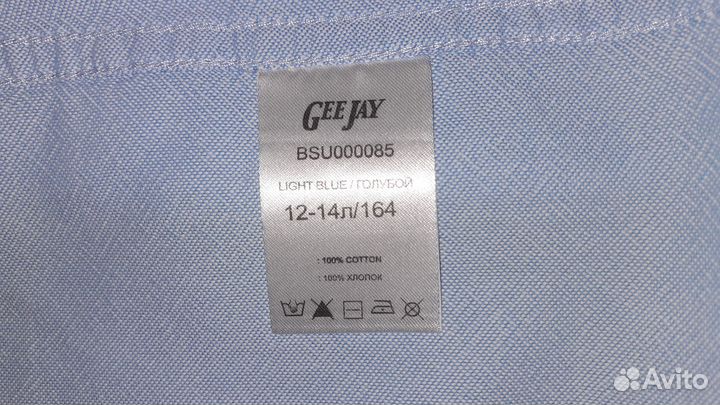 GEE JAY
BSU000085
LIGHT BLUE / ГОЛУБОЙ
12-14л/164
: 100% COTTON
: 100% ХЛОПОК
Avito